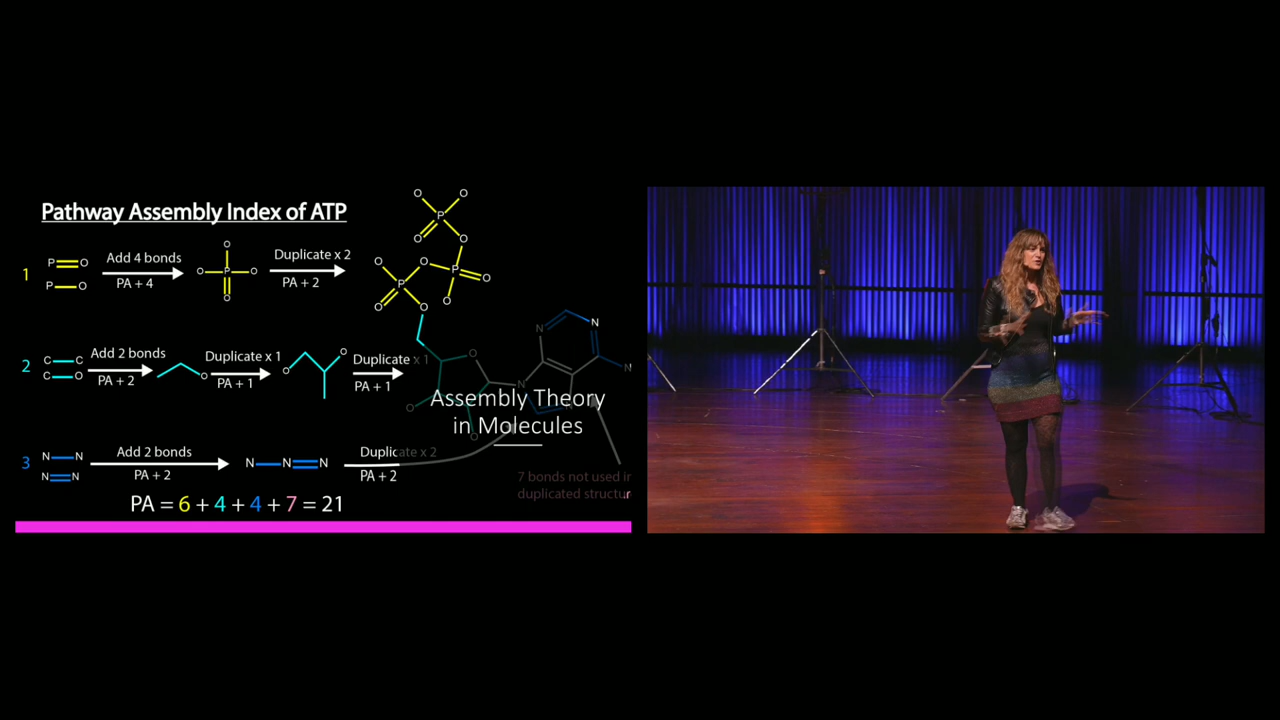 Pathway Assembly Index of ATP
1
P O
P O
Add 4 bonds
PA + 4
O
O P O
O
Duplicate x 2
PA + 2
O O
P
O O
O O P O
P
O O O
2
C C
C O
Add 2 bonds
PA + 2
O
Duplicate x 1
PA + 1
O O
Duplicate x 1
PA + 1
O
O
O
N N
N N
N
Assembly Theory
in Molecules
3
N N
N N
Add 2 bonds
PA + 2
N N N
Duplicate x 2
PA + 2
7 bonds not used in
duplicated structur
PA = 6 + 4 + 4 + 7 = 21